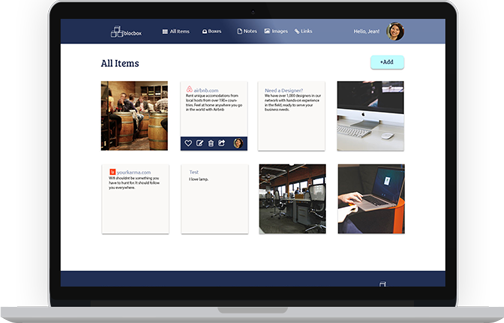 blocbox
All Items
Boxes
Notes
Images
Links
Hello, Jean!
All Items
+Add
airbnb.com
Rent unique accomodations from
local hosts from over 190+ coun
tries. Feel at home anywhere you go
in the world with Airbnb
Need a Designer?
We have over 1,000 designers in our
network with hands-on experience
in the field, ready to serve your
business needs
yourkarma.com
Wifi shouldnt be something you
have to hunt for. It should follow
you everywhere.
Test
I love lamp.